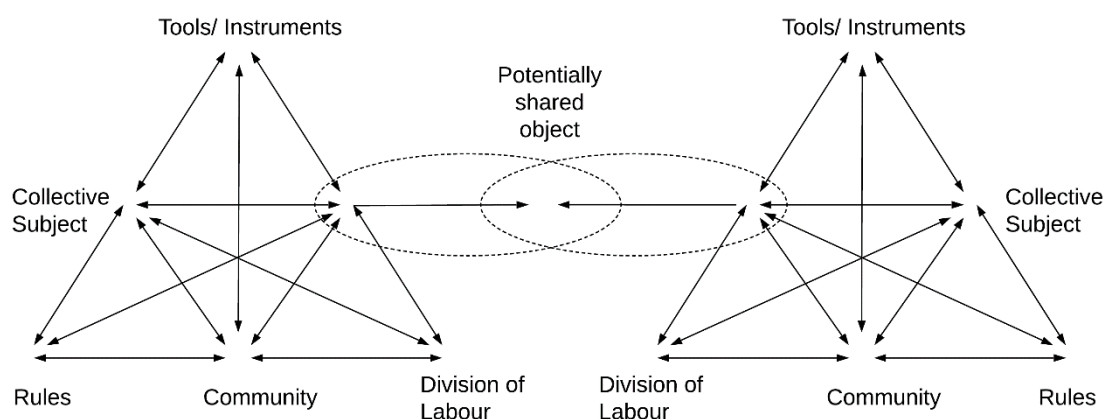 Tools/ Instruments
Tools/ Instruments
Potentially
shared
object
Collective
Subject
Collective
Subject
Rules
Community
Division of
Labour
Division of
Labour
Community
Rules